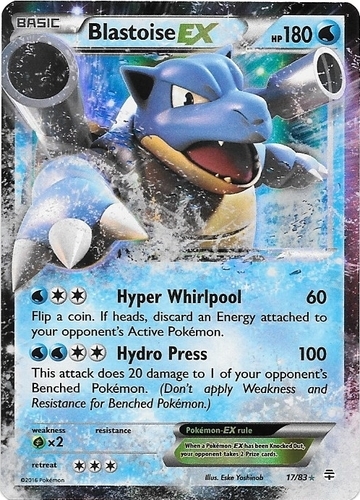 BASIC
Blastoise EX HP 180
Hyper Whirlpool 60
Flip a coin. If heads, discard an Energy attached to
your opponent's Active Pokémon.
Hydro Press 100
This attack does 20 damage to 1 of your opponent's
Benched Pokémon. (Don't apply Weakness and
Resistance for Benched Pokémon.)
weakness resistance
×2
retreat
Pokémon-EX rule
When a Pokémon-EX has been Knocked Out,
your opponent takes 2 Prize cards.
©2016 Pokémon
Illus. Eske Yoshinob
17/83